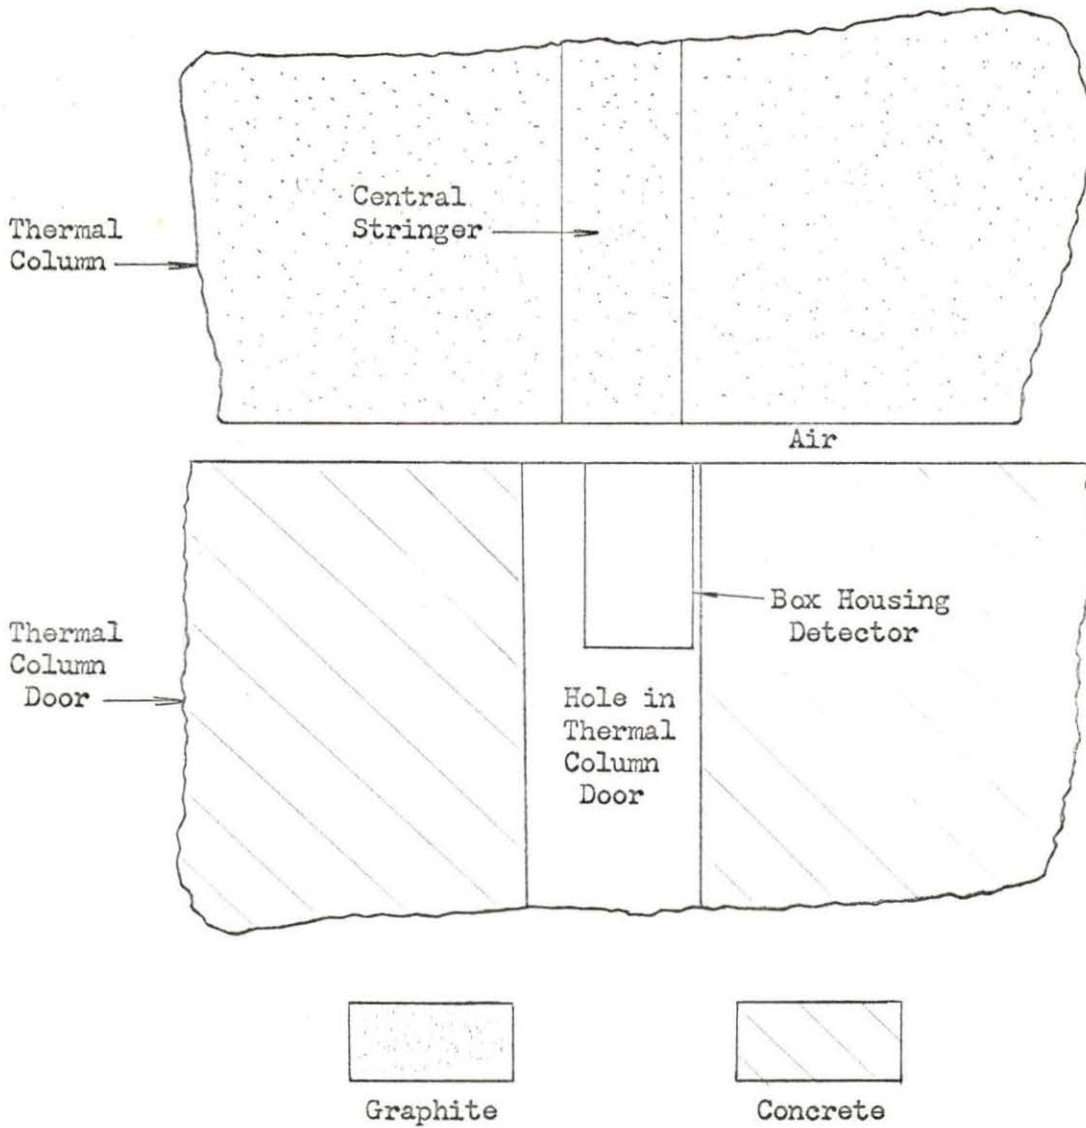 Central
Stringer
Thermal
Column
Air
Box Housing
Detector
Thermal
Column
Door
Hole in
Thermal
Column
Door
Graphite
Concrete